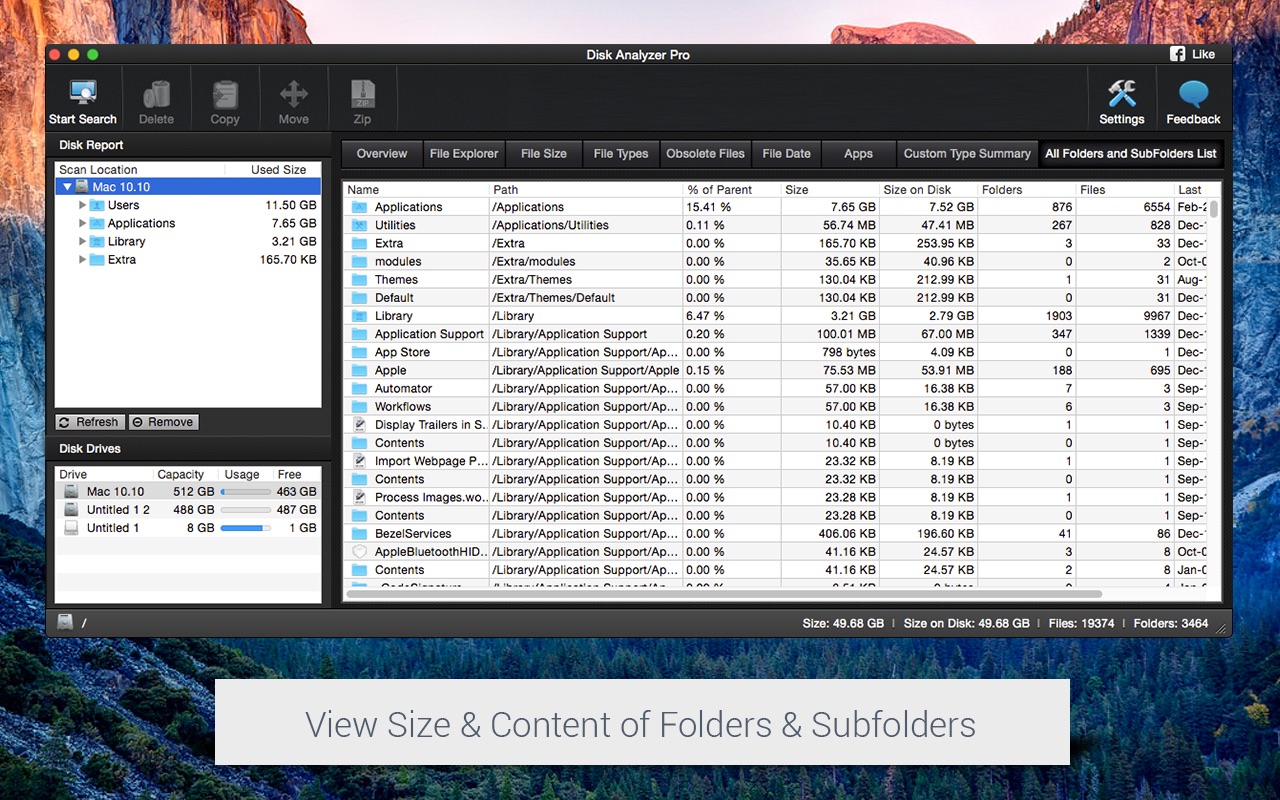 Disk Analyzer Pro
Like
Start Search Delete Copy Move Zip Settings Feedback
Disk Report
Scan Location Used Size
Mac 10.10
Users 11.50 GB
Applications 7.65 GB
Library 3.21 GB
Extra 165.70 KB
Refresh Remove
Disk Drives
Drive Capacity Usage Free
Mac 10.10 512 GB 463 GB
Untitled 1 2 488 GB 487 GB
Untitled 1 8 GB 1 GB
Overview File Explorer File Size File Types Obsolete Files File Date Apps Custom Type Summary All Folders and SubFolders List
Name Path % of Parent Size Size on Disk Folders Files Last
Applications /Applications 15.41 % 7.65 GB 7.52 GB 876 6554 Feb-2
Utilities /Applications/Utilities 0.11 % 56.74 MB 47.41 MB 267 828 Dec-
Extra /Extra 0.00 % 165.70 KB 253.95 KB 3 33 Dec-
modules /Extra/modules 0.00 % 35.65 KB 40.96 KB 0 2 Oct-0
Themes /Extra/Themes 0.00 % 130.04 KB 212.99 KB 1 31 Aug-
Default /Extra/Themes/Default 0.00 % 130.04 KB 212.99 KB 0 31 Dec-
Library /Library 6.47 % 3.21 GB 2.79 GB 1903 9967 Dec-
Application Support /Library/Application Support 0.20 % 100.01 MB 67.00 MB 347 1339 Dec-
App Store /Library/Application Support/Ap... 0.00 % 798 bytes 4.09 KB 0 1 Dec-
Apple /Library/Application Support/Apple 0.15 % 75.53 MB 53.91 MB 188 695 Dec-
Automator /Library/Application Support/Ap... 0.00 % 57.00 KB 16.38 KB 7 3 Sep-
Workflows /Library/Application Support/Ap... 0.00 % 57.00 KB 16.38 KB 6 3 Sep-
Display Trailers in S.. /Library/Application Support/Ap... 0.00 % 10.40 KB 0 bytes 1 1 Sep-
Contents /Library/Application Support/Ap... 0.00 % 10.40 KB 0 bytes 0 1 Sep-
Import Webpage P... /Library/Application Support/Ap... 0.00 % 23.32 KB 8.19 KB 1 1 Sep-
Contents /Library/Application Support/Ap... 0.00 % 23.32 KB 8.19 KB 0 1 Sep-
Process Images.wo.. /Library/Application Support/Ap... 0.00 % 23.28 KB 8.19 KB 1 1 Sep-
Contents /Library/Application Support/Ap... 0.00 % 23.28 KB 8.19 KB 0 1 Sep-
BezelServices /Library/Application Support/Ap... 0.00 % 406.06 KB 196.60 KB 41 86 Dec-
AppleBluetoothHID.. /Library/Application Support/Ap... 0.00 % 41.16 KB 24.57 KB 3 8 Oct-0
Contents /Library/Application Support/Ap... 0.00 % 41.16 KB 24.57 KB 2 8 Jan-0
/
Size: 49.68 GB | Size on Disk: 49.68 GB | Files: 19374 | Folders: 3464
View Size & Content of Folders & Subfolders